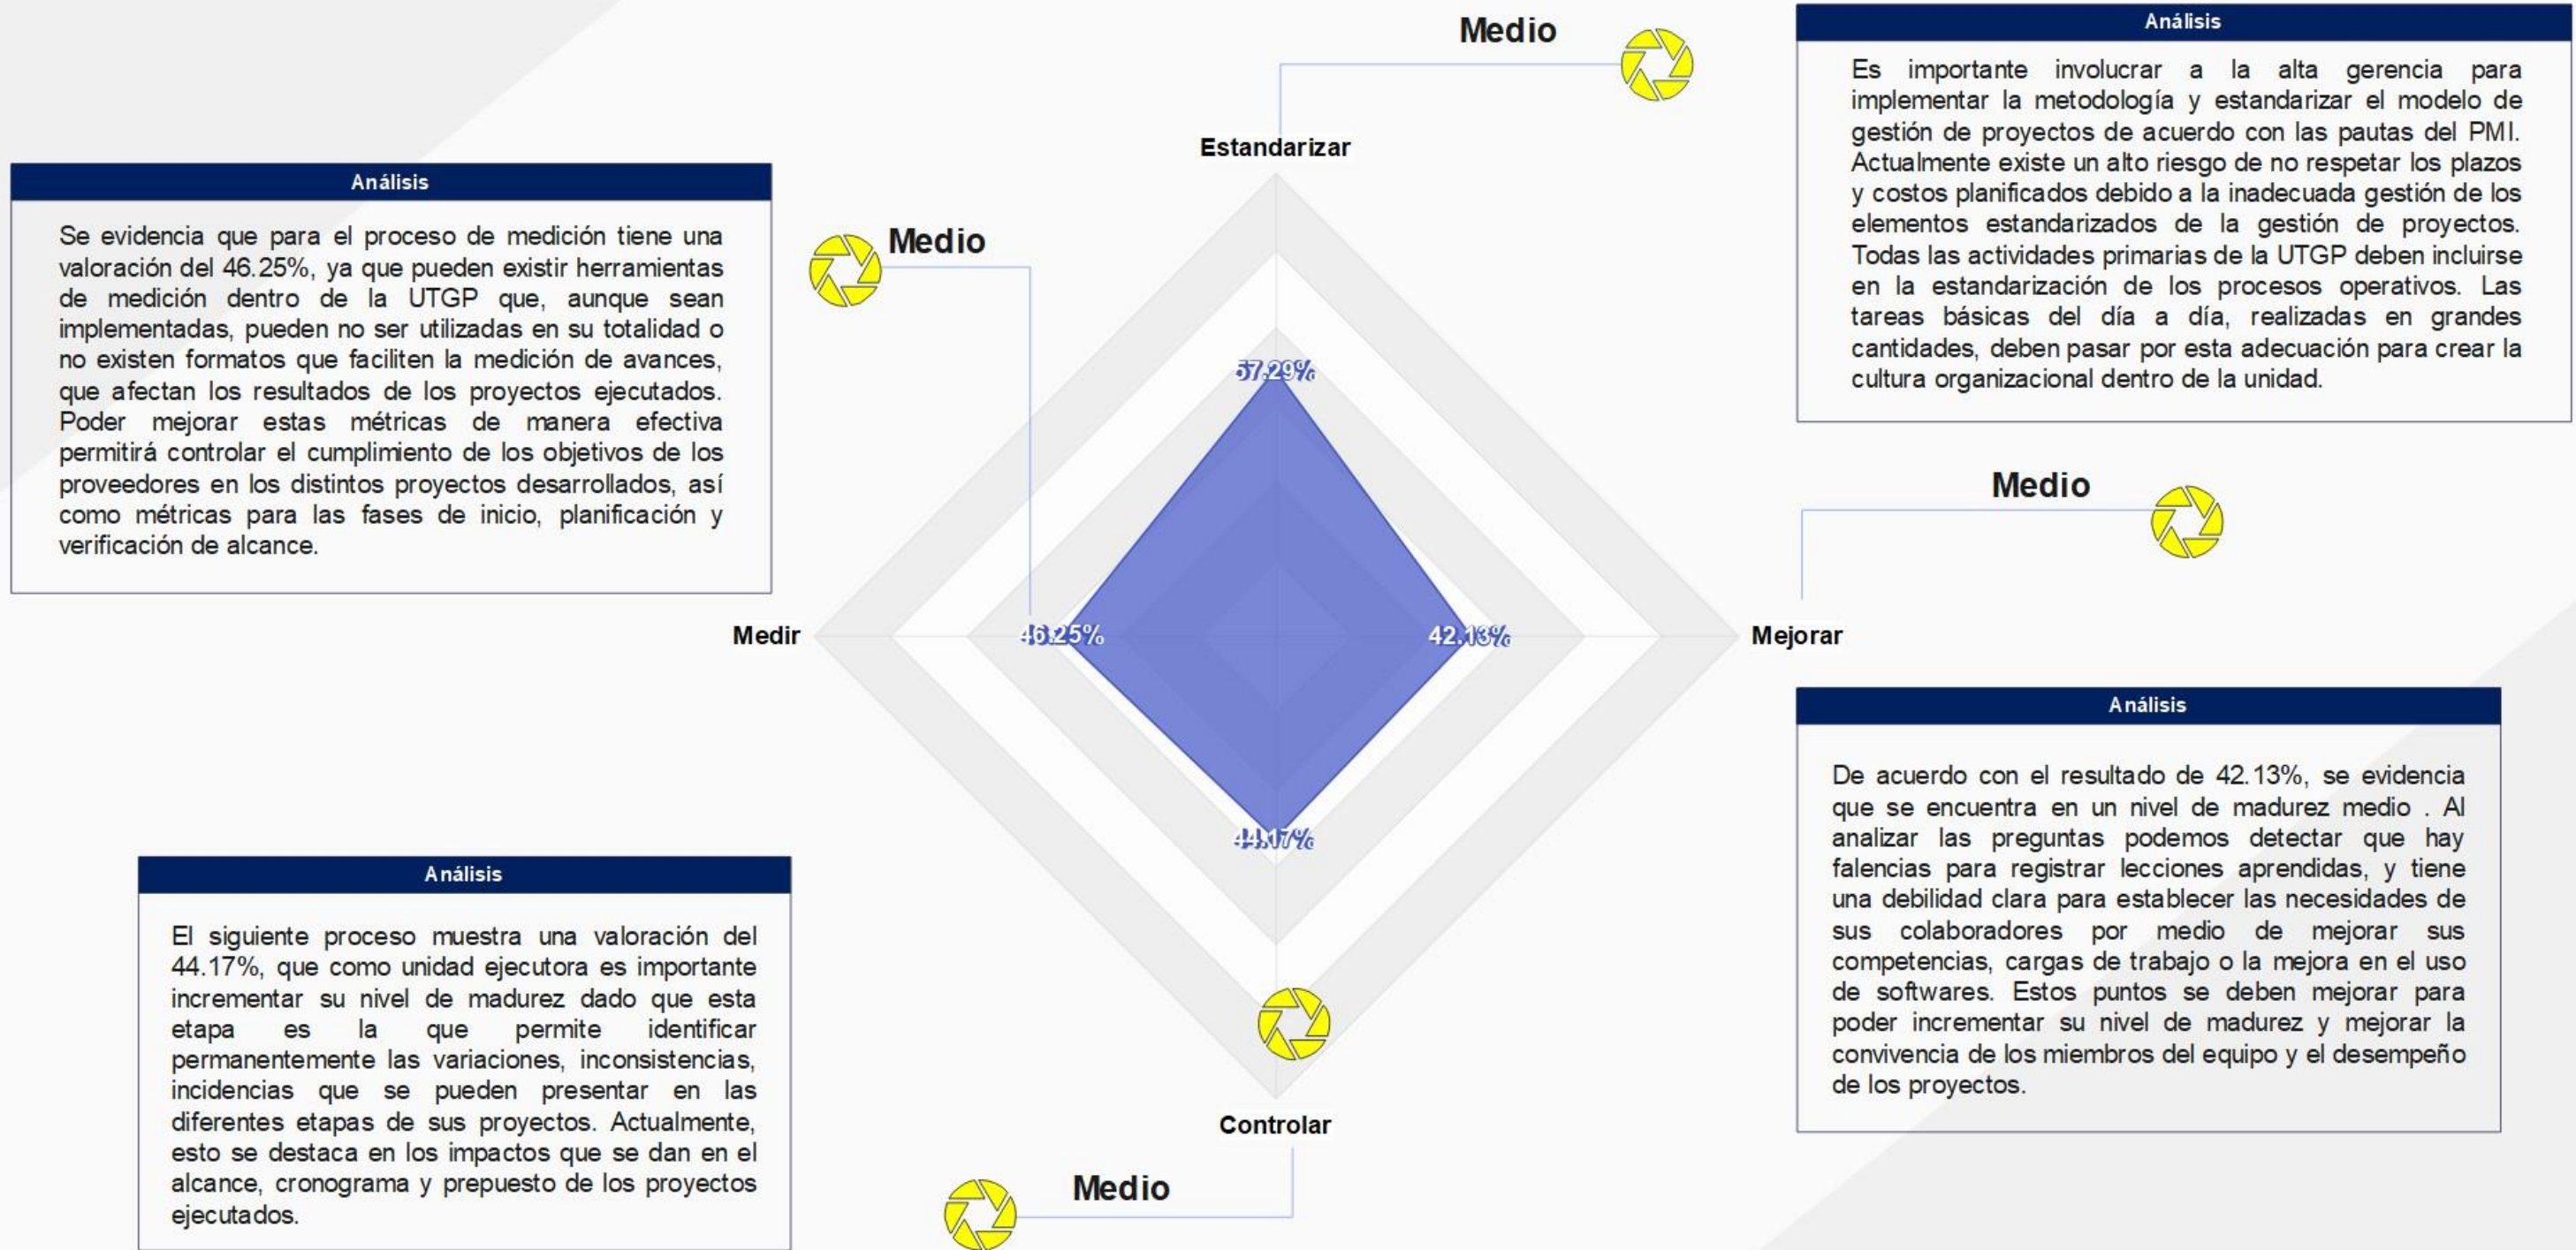 Medio
Análisis
Es importante involucrar a la alta gerencia para
implementar la metodología y estandarizar el modelo de
gestión de proyectos de acuerdo con las pautas del PMI.
Actualmente existe un alto riesgo de no respetar los plazos
y costos planificados debido a la inadecuada gestión de los
elementos estandarizados de la gestión de proyectos.
Todas las actividades primarias de la UTGP deben incluirse
en la estandarización de los procesos operativos. Las
tareas básicas del día a día, realizadas en grandes
cantidades, deben pasar por esta adecuación para crear la
cultura organizacional dentro de la unidad.
Estandarizar
Análisis
Se evidencia que para el proceso de medición tiene una
valoración del 46.25%, ya que pueden existir herramientas
de medición dentro de la UTGP que, aunque sean
implementadas, pueden no ser utilizadas en su totalidad o
no existen formatos que faciliten la medición de avances,
que afectan los resultados de los proyectos ejecutados.
Poder mejorar estas métricas de manera efectiva
permitirá controlar el cumplimiento de los objetivos de los
proveedores en los distintos proyectos desarrollados, así
como métricas para las fases de inicio, planificación y
verificación de alcance.
Medio
57.29%
Medio
Medir
46.25%
42.13%
Mejorar
Análisis
De acuerdo con el resultado de 42.13%, se evidencia
que se encuentra en un nivel de madurez medio . Al
analizar las preguntas podemos detectar que hay
falencias para registrar lecciones aprendidas, y tiene
una debilidad clara para establecer las necesidades de
sus colaboradores por medio de mejorar sus
competencias, cargas de trabajo o la mejora en el uso
de softwares. Estos puntos se deben mejorar para
poder incrementar su nivel de madurez y mejorar la
convivencia de los miembros del equipo y el desempeño
de los proyectos.
44.17%
Análisis
El siguiente proceso muestra una valoración del
44.17%, que como unidad ejecutora es importante
incrementar su nivel de madurez dado que esta
etapa es la que permite identificar
permanentemente las variaciones, inconsistencias,
incidencias que se pueden presentar en las
diferentes etapas de sus proyectos. Actualmente,
esto se destaca en los impactos que se dan en el
alcance, cronograma y prepuesto de los proyectos
ejecutados.
Controlar
Medio